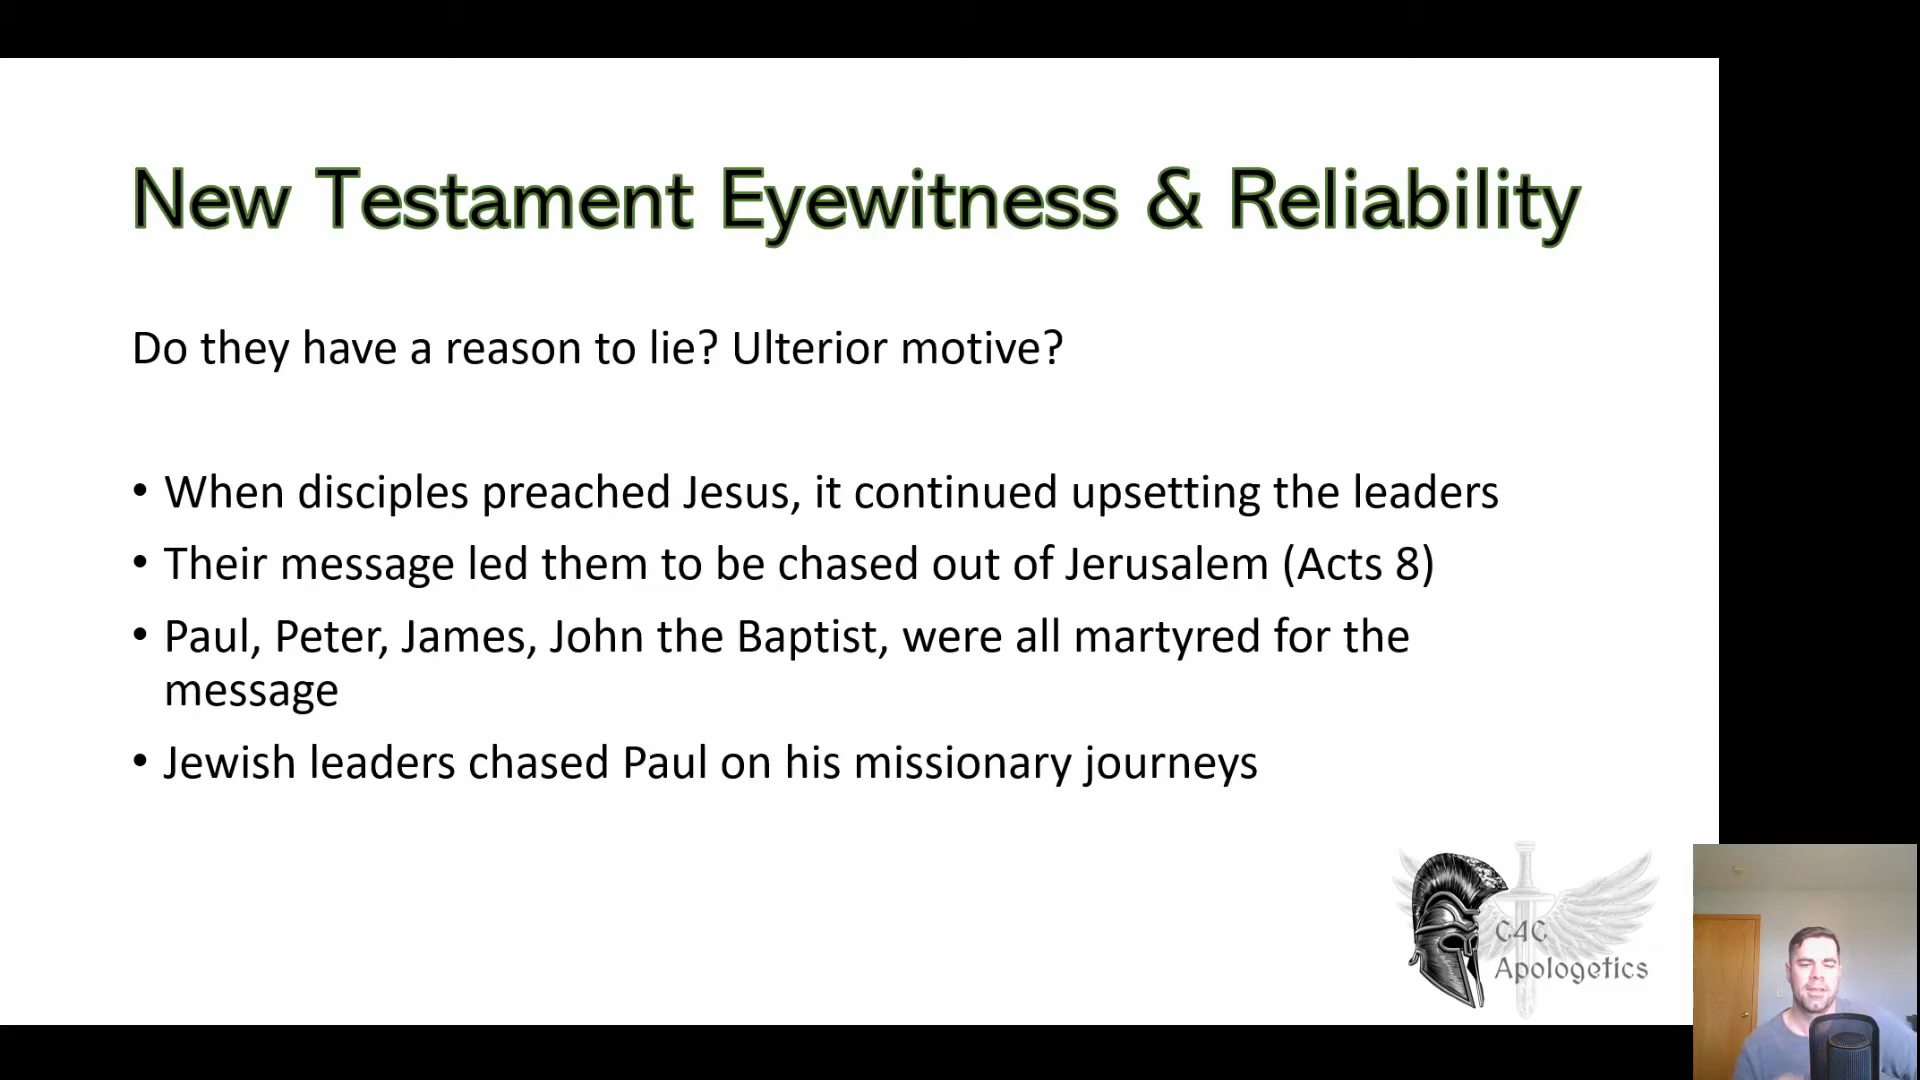 New Testament Eyewitness & Reliability
Do they have a reason to lie? Ulterior motive?
• When disciples preached Jesus, it continued upsetting the leaders
• Their message led them to be chased out of Jerusalem (Acts 8)
• Paul, Peter, James, John the Baptist, were all martyred for the
message
• Jewish leaders chased Paul on his missionary journeys
C4C
Apologetics